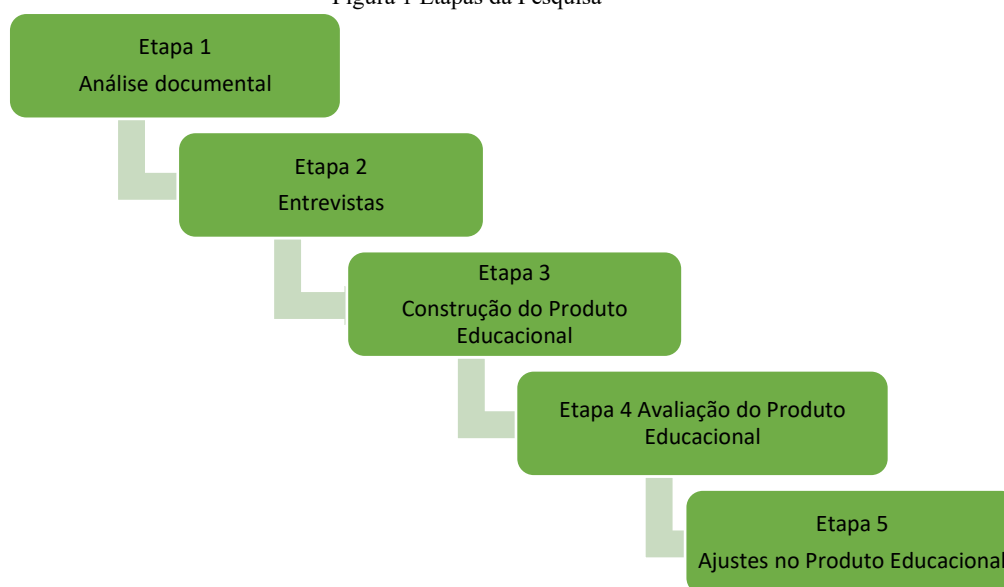 Figura 1 Etapas da Pesquisa
Etapa 1
Análise documental
Etapa 2
Entrevistas
Etapa 3
Construção do Produto
Educacional
Etapa 4 Avaliação do Produto
Educacional
Etapa 5
Ajustes no Produto Educacional